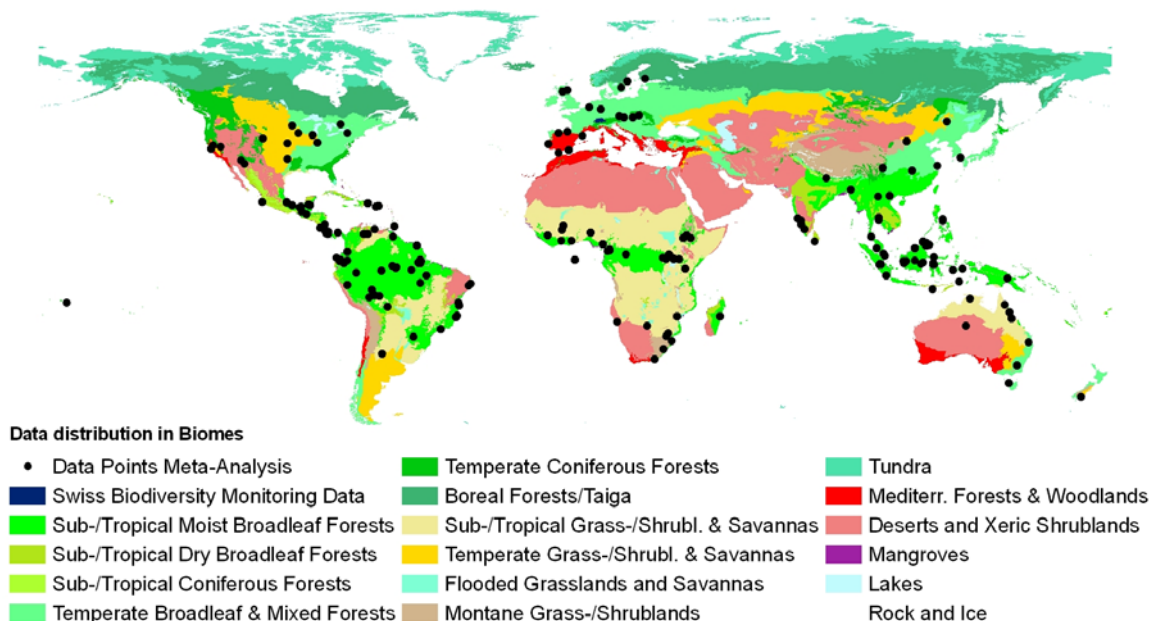 Data distribution in Biomes
Data Points Meta-Analysis
Swiss Biodiversity Monitoring Data
Sub-/Tropical Moist Broadleaf Forests
Sub-/Tropical Dry Broadleaf Forests
Sub-/Tropical Coniferous Forests
Temperate Broadleaf & Mixed Forests
Temperate Coniferous Forests
Boreal Forests/Taiga
Sub-/Tropical Grass-/Shrubl. & Savannas
Temperate Grass-/Shrubl. & Savannas
Flooded Grasslands and Savannas
Montane Grass-/Shrublands
Tundra
Mediterr. Forests & Woodlands
Deserts and Xeric Shrublands
Mangroves
Lakes
Rock and Ice